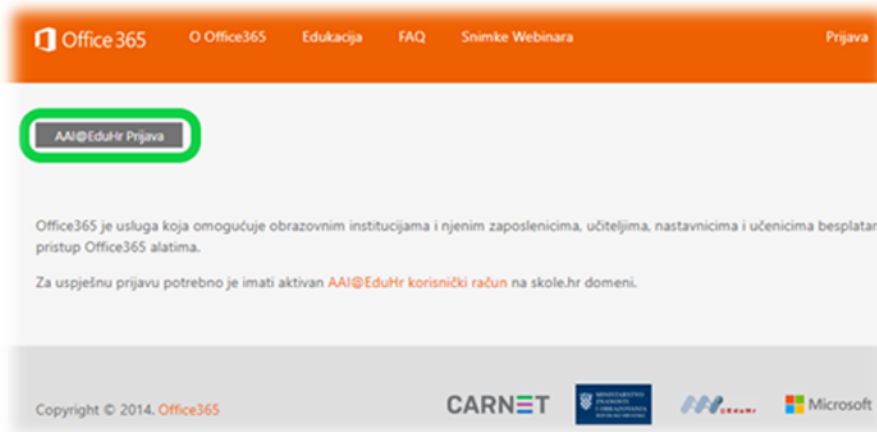 Office 365 O Office365 Edukacija FAQ Snimke Webinara Prijava
AAI@EduHr Prijava
Office365 je usluga koja omogućuje obrazovnim institucijama i njenim zaposlenicima, učiteljima, nastavnicima i učenicima besplatan
pristup Office365 alatima.
Za uspješnu prijavu potrebno je imati aktivan AAI@EduHr korisnički račun na skole.hr domeni.
Copyright © 2014. Office365 CARNET Microsoft